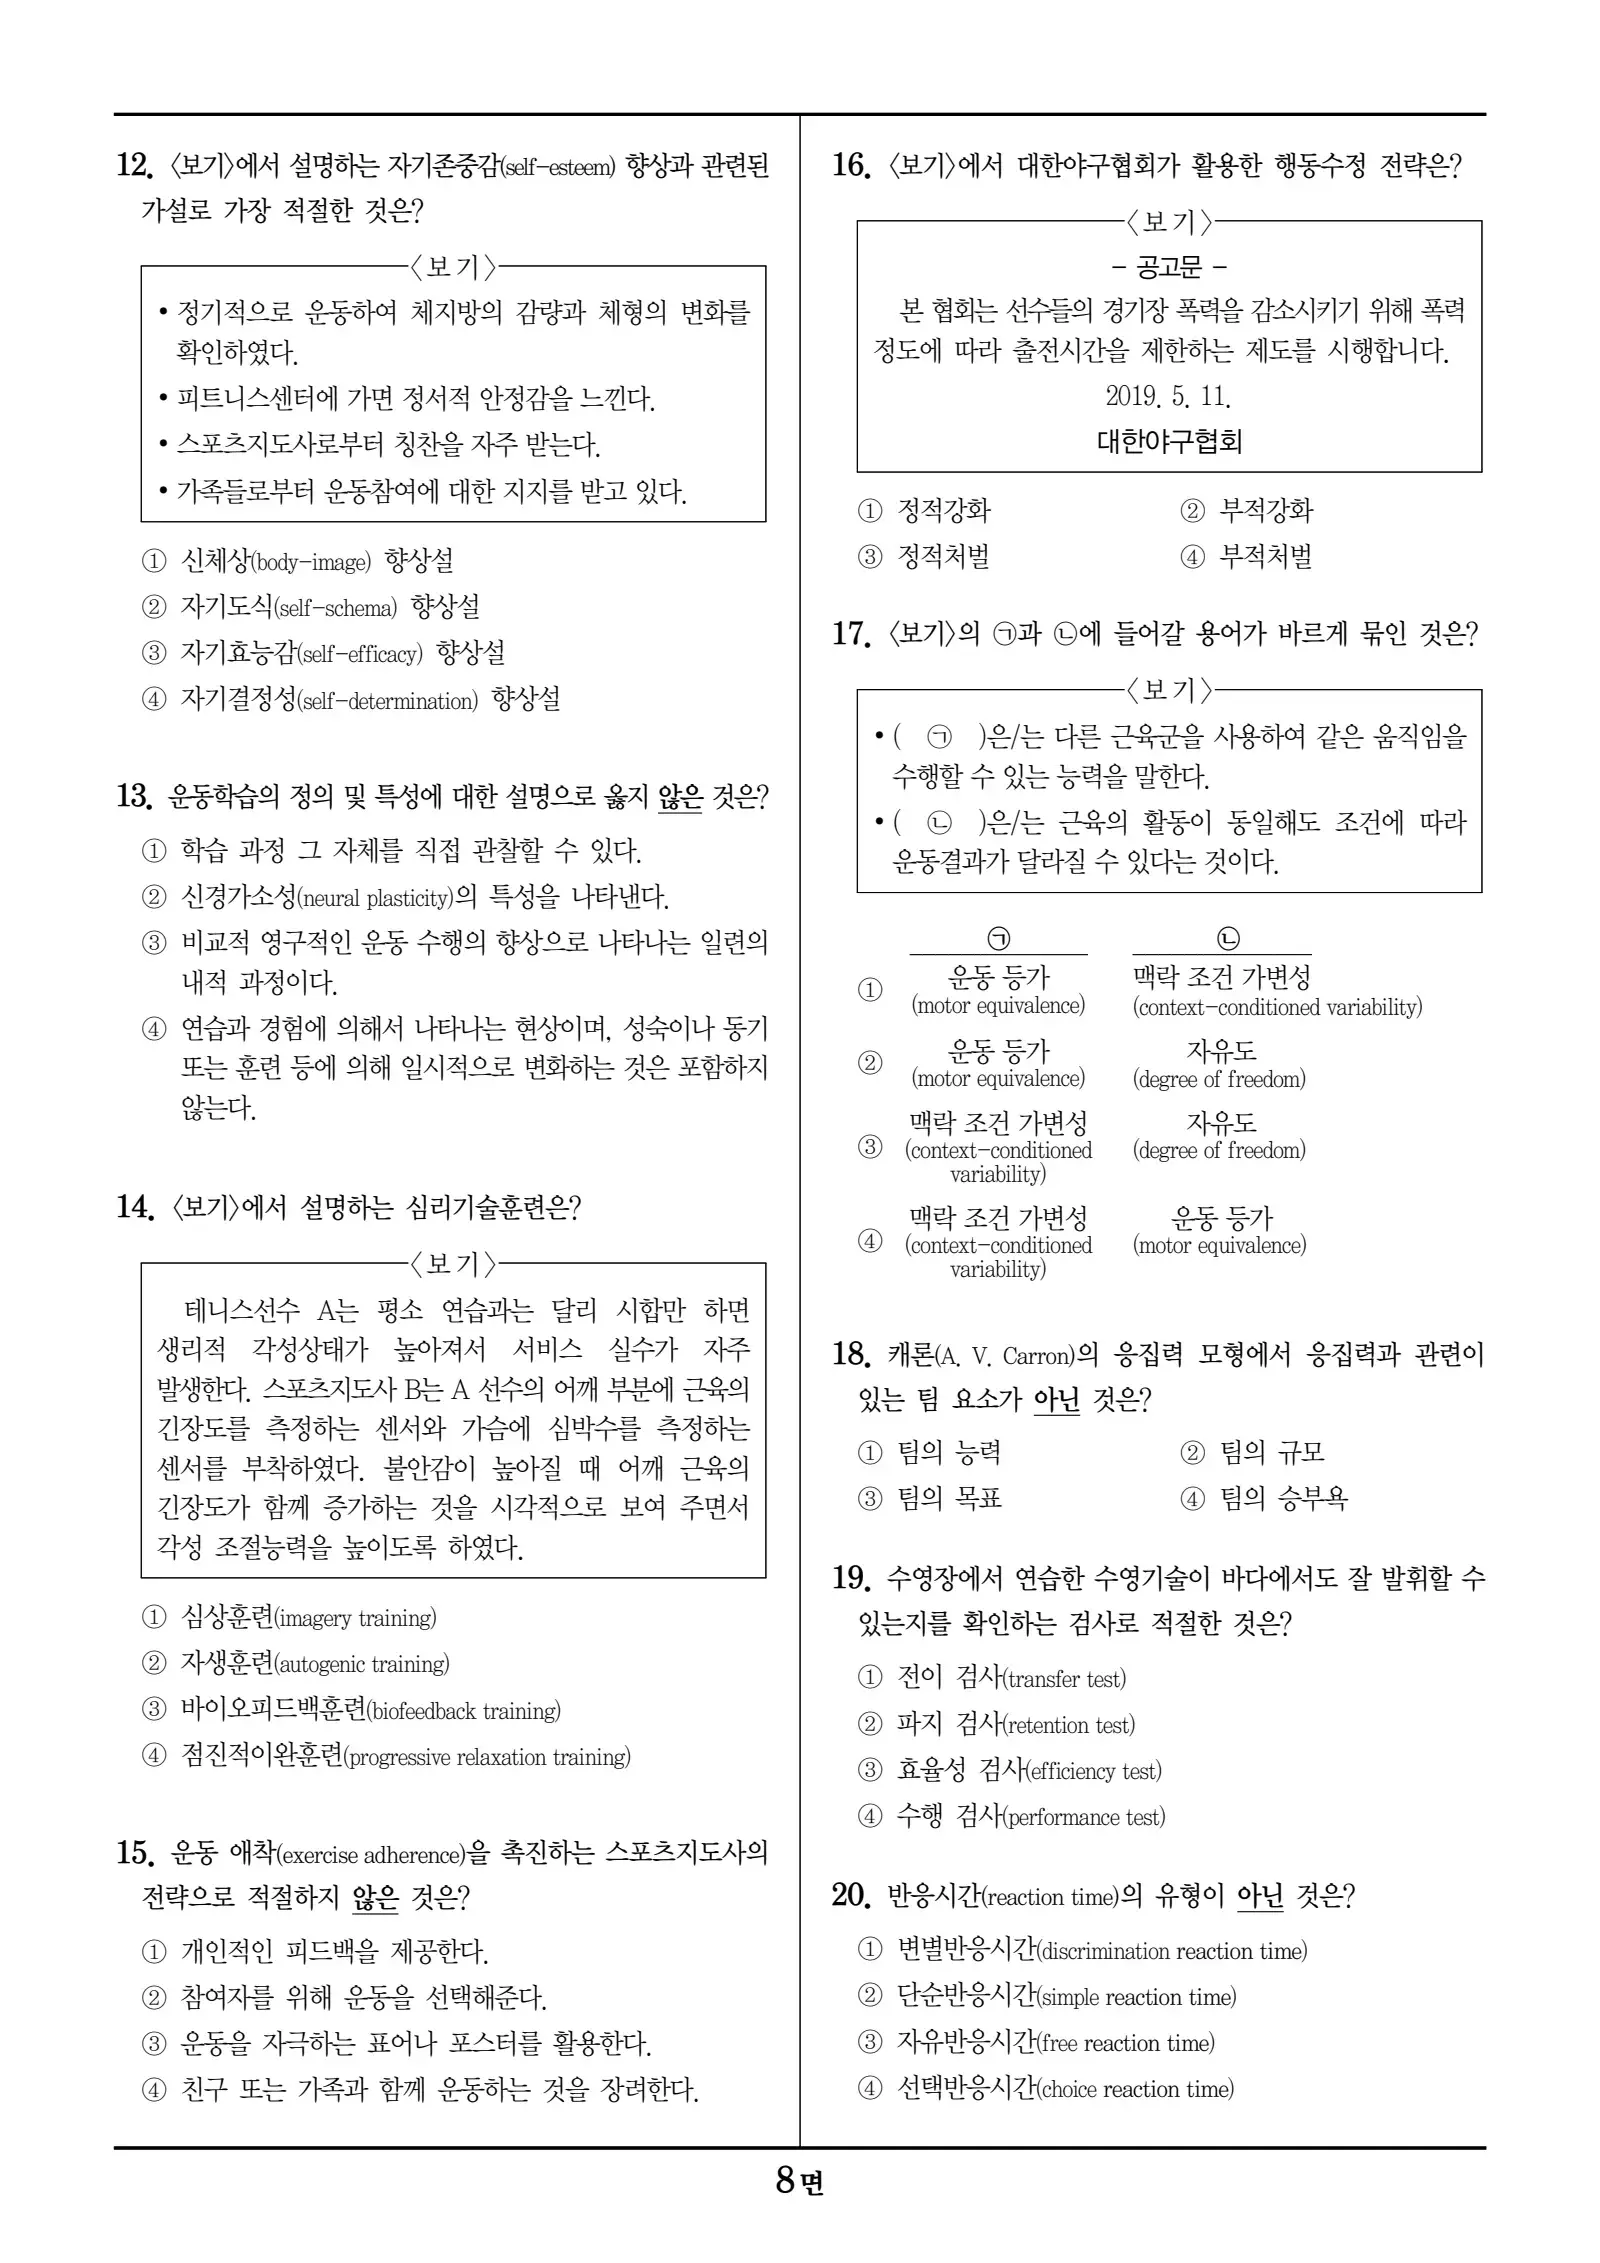 12. 〈보기〉에서 설명하는 자기존중감(self-esteem) 향상과 관련된
가설로 가장 적절한 것은?
〈보 기〉
• 정기적으로 운동하여 체지방의 감량과 체형의 변화를
확인하였다.
• 피트니스센터에 가면 정서적 안정감을 느낀다.
• 스포츠지도사로부터 칭찬을 자주 받는다.
• 가족들로부터 운동참여에 대한 지지를 받고 있다.
① 신체상(body-image) 향상설
② 자기도식(self-schema) 향상설
③ 자기효능감(self-efficacy) 향상설
④ 자기결정성(self-determination) 향상설
13. 운동학습의 정의 및 특성에 대한 설명으로 옳지 않은 것은?
① 학습 과정 그 자체를 직접 관찰할 수 있다.
② 신경가소성(neural plasticity)의 특성을 나타낸다.
③ 비교적 영구적인 운동 수행의 향상으로 나타나는 일련의
내적 과정이다.
④ 연습과 경험에 의해서 나타나는 현상이며, 성숙이나 동기
또는 훈련 등에 의해 일시적으로 변화하는 것은 포함하지
않는다.
14. 〈보기〉에서 설명하는 심리기술훈련은?
〈보 기〉
테니스선수 A는 평소 연습과는 달리 시합만 하면
생리적 각성상태가 높아져서 서비스 실수가 자주
발생한다. 스포츠지도사 B는 A 선수의 어깨 부분에 근육의
긴장도를 측정하는 센서와 가슴에 심박수를 측정하는
센서를 부착하였다. 불안감이 높아질 때 어깨 근육의
긴장도가 함께 증가하는 것을 시각적으로 보여 주면서
각성 조절능력을 높이도록 하였다.
① 심상훈련(imagery training)
② 자생훈련(autogenic training)
③ 바이오피드백훈련(biofeedback training)
④ 점진적이완훈련(progressive relaxation training)
15. 운동 애착(exercise adherence)을 촉진하는 스포츠지도사의
전략으로 적절하지 않은 것은?
① 개인적인 피드백을 제공한다.
② 참여자를 위해 운동을 선택해준다.
③ 운동을 자극하는 표어나 포스터를 활용한다.
④ 친구 또는 가족과 함께 운동하는 것을 장려한다.
16. 〈보기〉에서 대한야구협회가 활용한 행동수정 전략은?
〈보 기〉
- 공고문 -
본 협회는 선수들의 경기장 폭력을 감소시키기 위해 폭력
정도에 따라 출전시간을 제한하는 제도를 시행합니다.
2019. 5. 11.
대한야구협회
① 정적강화 ② 부적강화
③ 정적처벌 ④ 부적처벌
17. 〈보기〉의 ㉠과 ㉡에 들어갈 용어가 바르게 묶인 것은?
〈보 기〉
• ( ㉠ )은/는 다른 근육군을 사용하여 같은 움직임을
수행할 수 있는 능력을 말한다.
• ( ㉡ )은/는 근육의 활동이 동일해도 조건에 따라
운동결과가 달라질 수 있다는 것이다.
㉠ ㉡
① 운동 등가 맥락 조건 가변성
(motor equivalence) (context-conditioned variability)
② 운동 등가 자유도
(motor equivalence) (degree of freedom)
③ 맥락 조건 가변성 자유도
(context-conditioned (degree of freedom)
variability)
④ 맥락 조건 가변성 운동 등가
(context-conditioned (motor equivalence)
variability)
18. 캐론(A. V. Carron)의 응집력 모형에서 응집력과 관련이
있는 팀 요소가 아닌 것은?
① 팀의 능력 ② 팀의 규모
③ 팀의 목표 ④ 팀의 승부욕
19. 수영장에서 연습한 수영기술이 바다에서도 잘 발휘할 수
있는지를 확인하는 검사로 적절한 것은?
① 전이 검사(transfer test)
② 파지 검사(retention test)
③ 효율성 검사(efficiency test)
④ 수행 검사(performance test)
20. 반응시간(reaction time)의 유형이 아닌 것은?
① 변별반응시간(discrimination reaction time)
② 단순반응시간(simple reaction time)
③ 자유반응시간(free reaction time)
④ 선택반응시간(choice reaction time)
8면